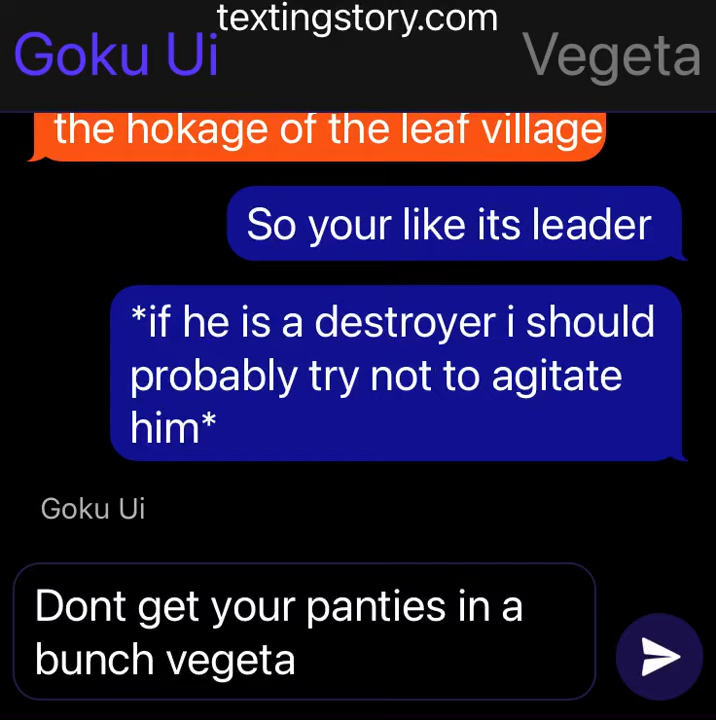 textingstory.com
Goku Ui
Vegeta
the hokage of the leaf village
So your like its leader
*if he is a destroyer i should
probably try not to agitate
him*
Goku Ui
Dont get your panties in a
bunch vegeta